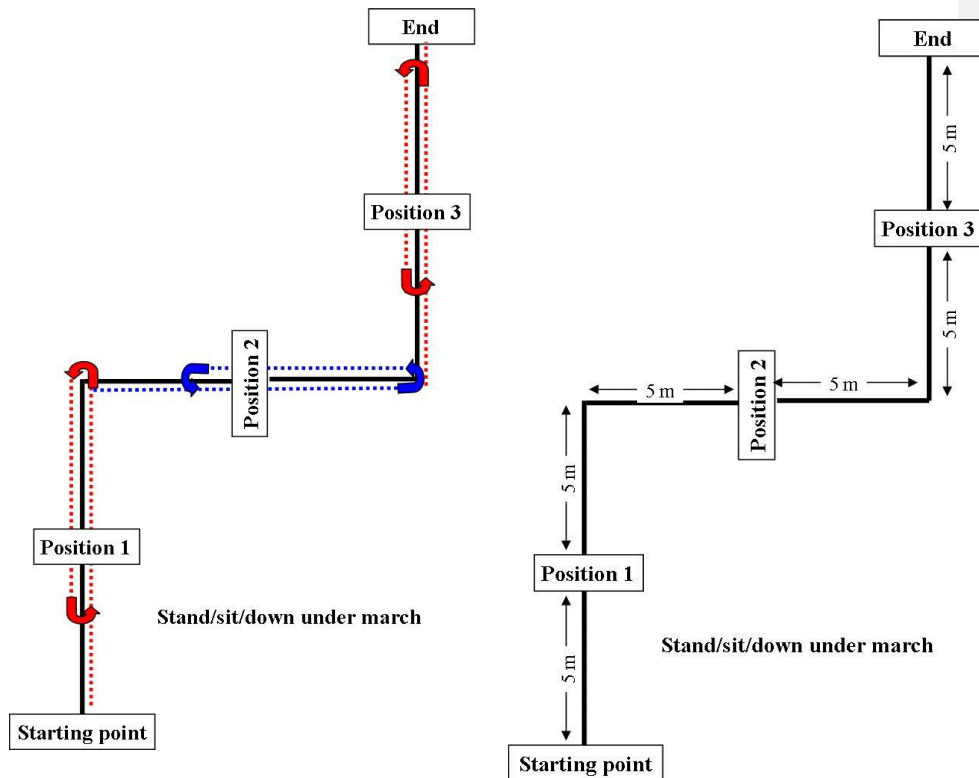 End
Position 3
Position 2
Position 1
Stand/sit/down under march
Starting point
End
5 m
Position 3
5 m
5 m
Position 2
5 m
5 m
Position 1
5 m
Stand/sit/down under march
Starting point